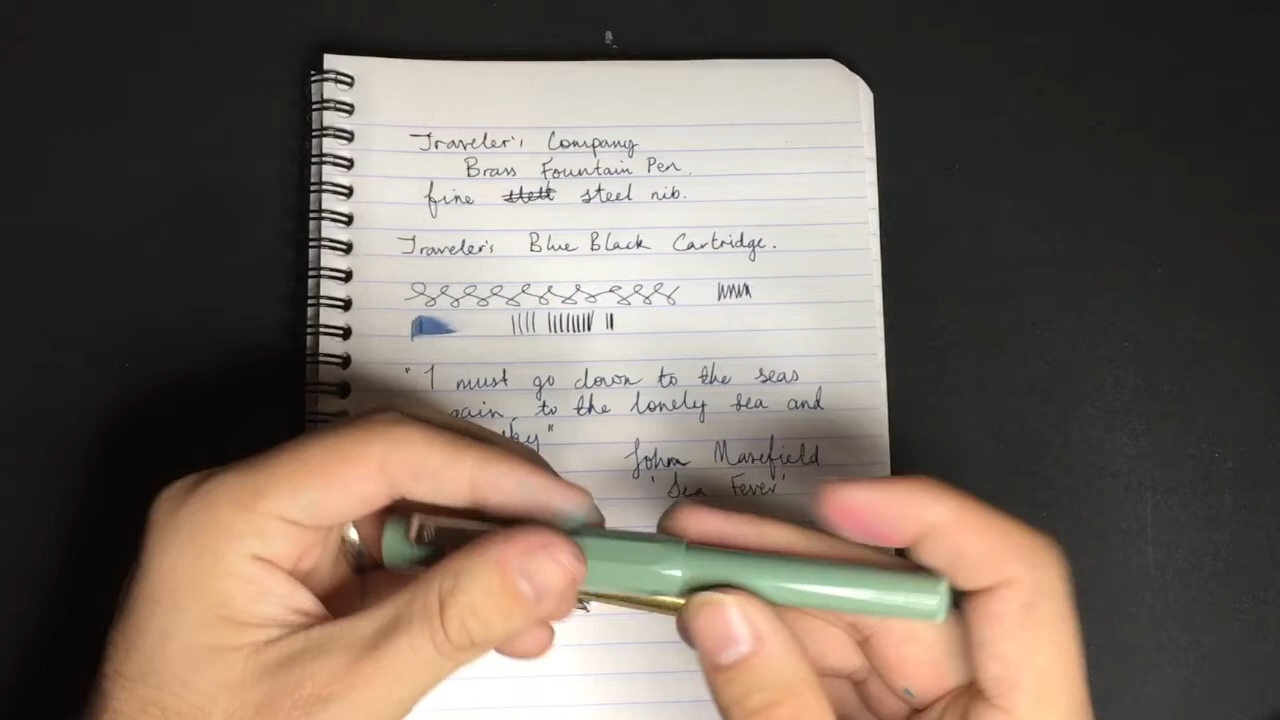 Traveler's Company
Brass Fountain Pen.
fine steel nib.
Traveler's Blue Black Cartridge.
"I must go down to the seas
to the lonely sea and
sky"
John Masefield
'Sea Fever'